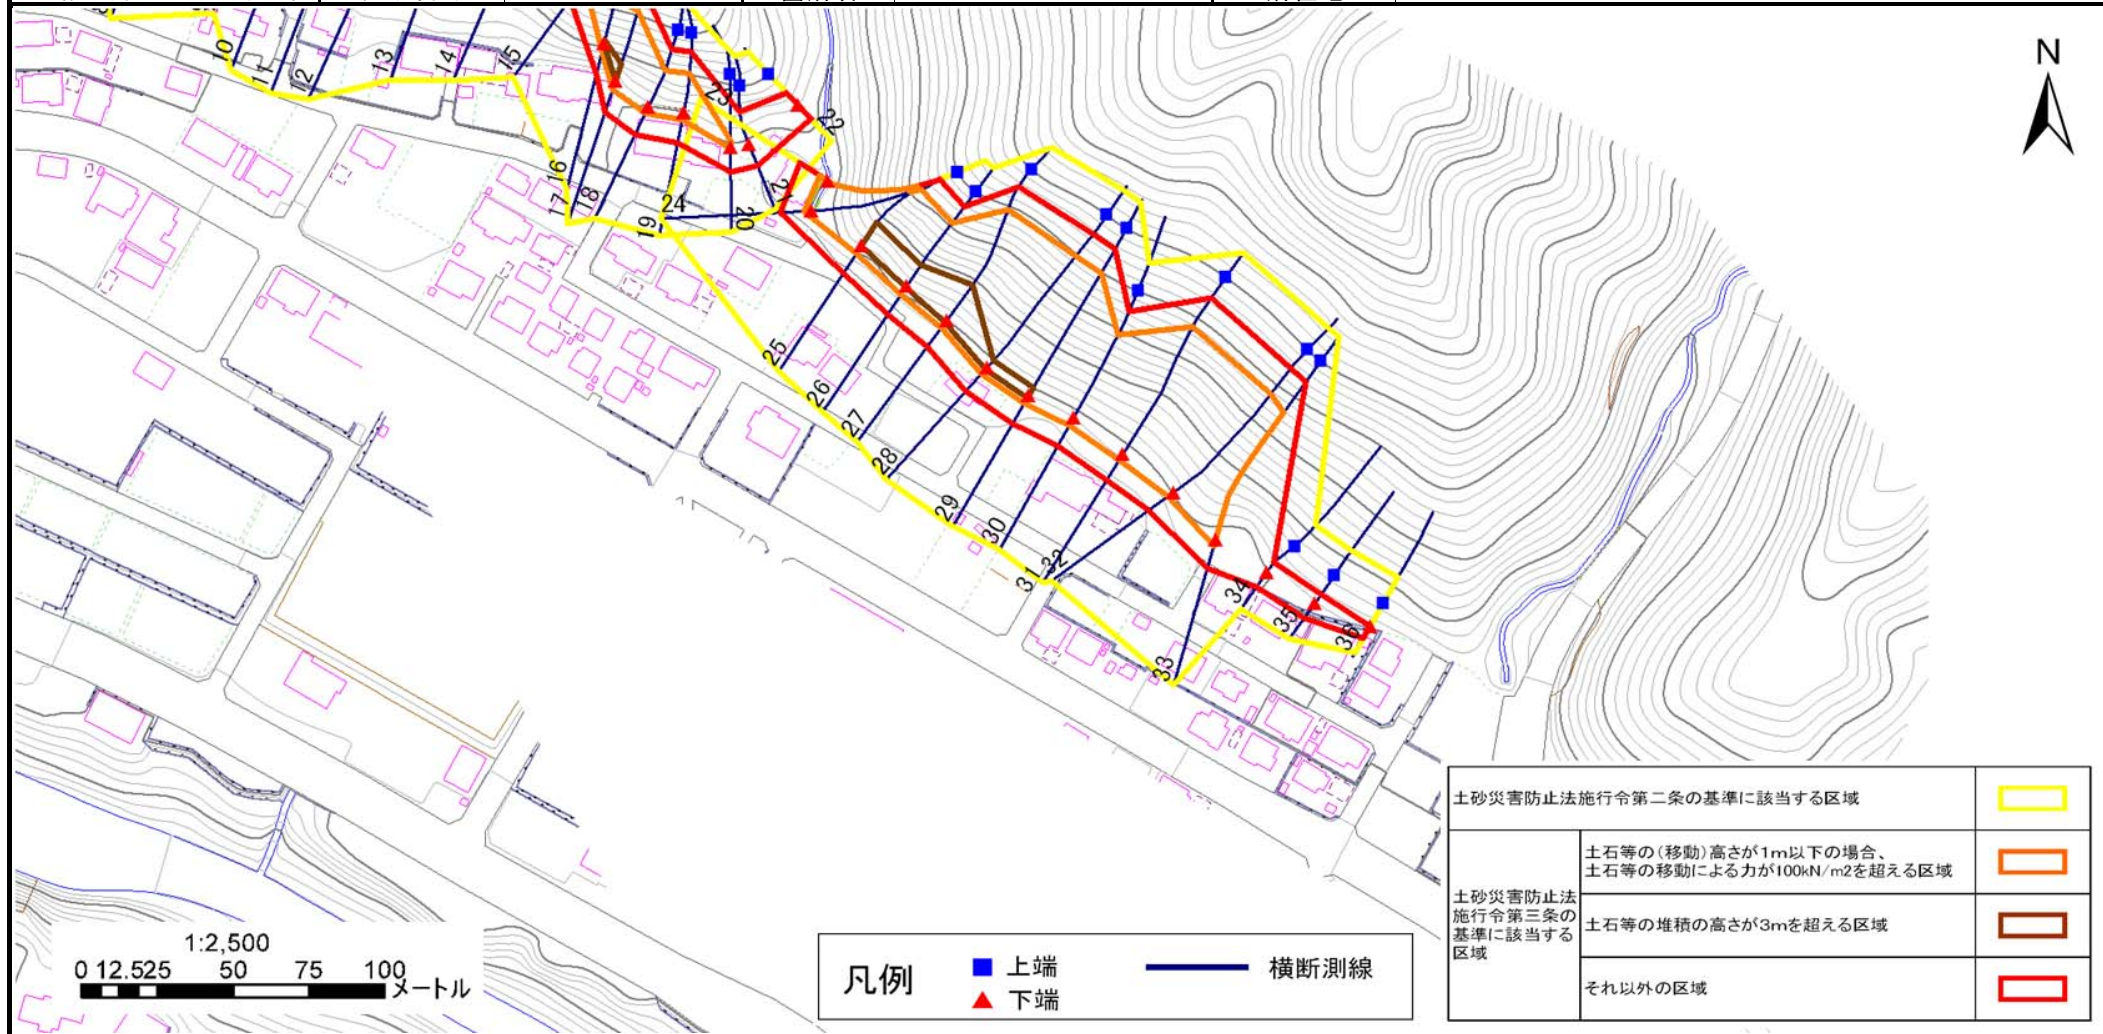 N
10
11
12
13
14
15
16
17
18
19
20
21
22
23
24
25
26
27
28
29
30
31
32
33
34
35
36
1:2,500
0 12.525 50 75 100
メートル
凡例
上端
下端
横断測線
土砂災害防止法施行令第二条の基準に該当する区域
土砂災害防止法
施行令第三条の
基準に該当する
区域
土石等の(移動)高さが1m以下の場合、
土石等の移動による力が100kN/m2を超える区域
土石等の堆積の高さが3mを超える区域
それ以外の区域